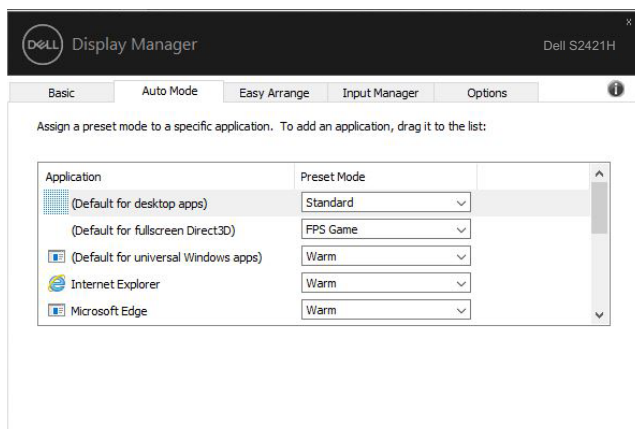 DELL Display Manager
Dell S2421H
Basic Auto Mode Easy Arrange Input Manager Options
Assign a preset mode to a specific application. To add an application, drag it to the list:
Application Preset Mode
(Default for desktop apps) Standard
(Default for fullscreen Direct3D) FPS Game
(Default for universal Windows apps) Warm
Internet Explorer Warm
Microsoft Edge Warm